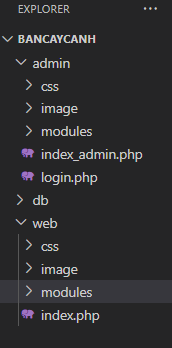 EXPLORER
BANCAYCANH
admin
css
image
modules
index_admin.php
login.php
db
web
css
image
modules
index.php